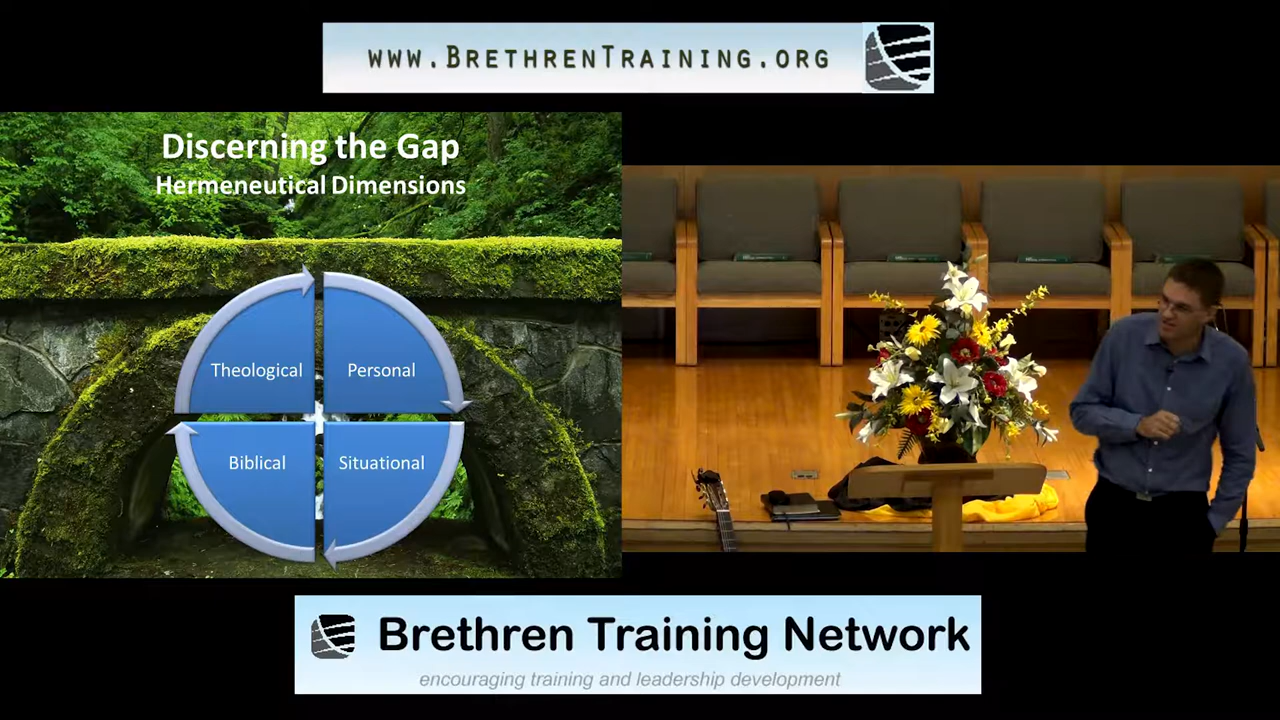 www.BrethrenTraining.org
Discerning the Gap
Hermeneutical Dimensions
Theological
Personal
Biblical
Situational
Brethren Training Network
encouraging training and leadership development